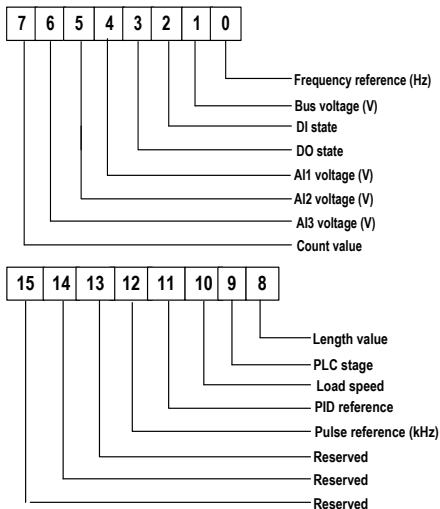 7 6 5 4 3 2 1 0
Frequency reference (Hz)
Bus voltage (V)
DI state
DO state
AI1 voltage (V)
AI2 voltage (V)
AI3 voltage (V)
Count value
15 14 13 12 11 10 9 8
Length value
PLC stage
Load speed
PID reference
Pulse reference (kHz)
Reserved
Reserved
Reserved